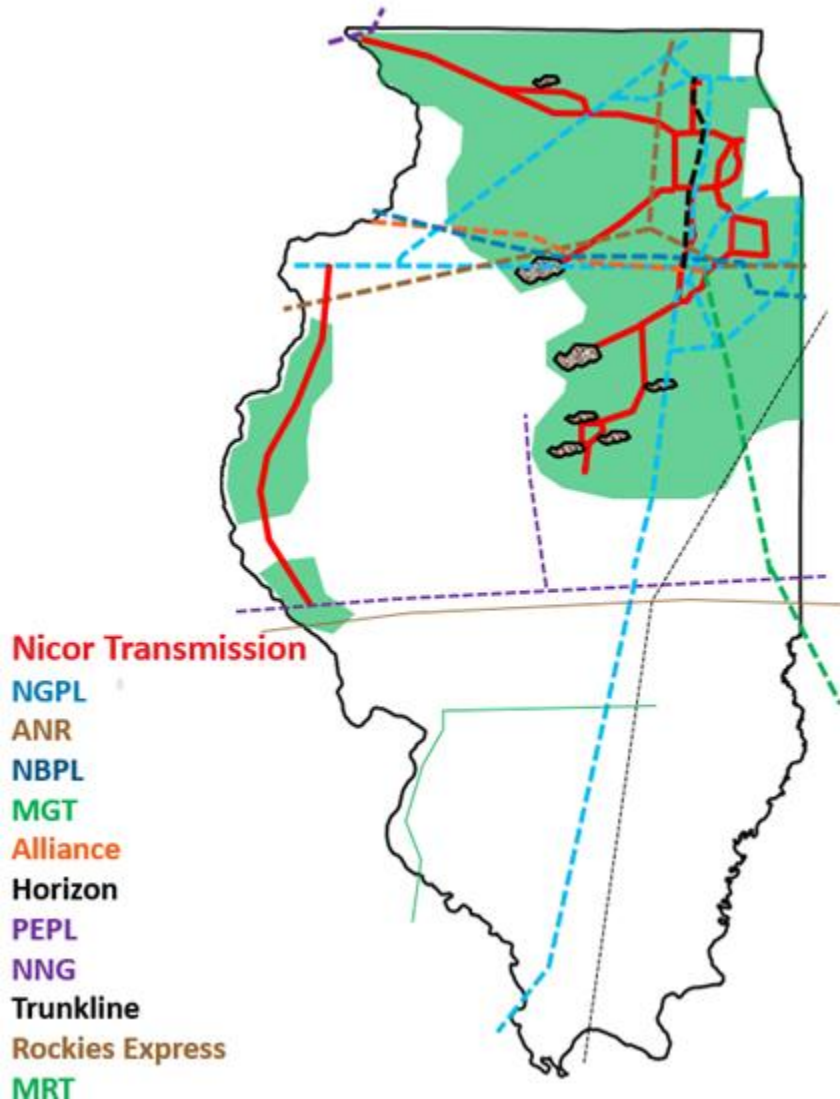 Nicor Transmission
NGPL
ANR
NBPL
MGT
Alliance
Horizon
PEPL
NNG
Trunkline
Rockies Express
MRT